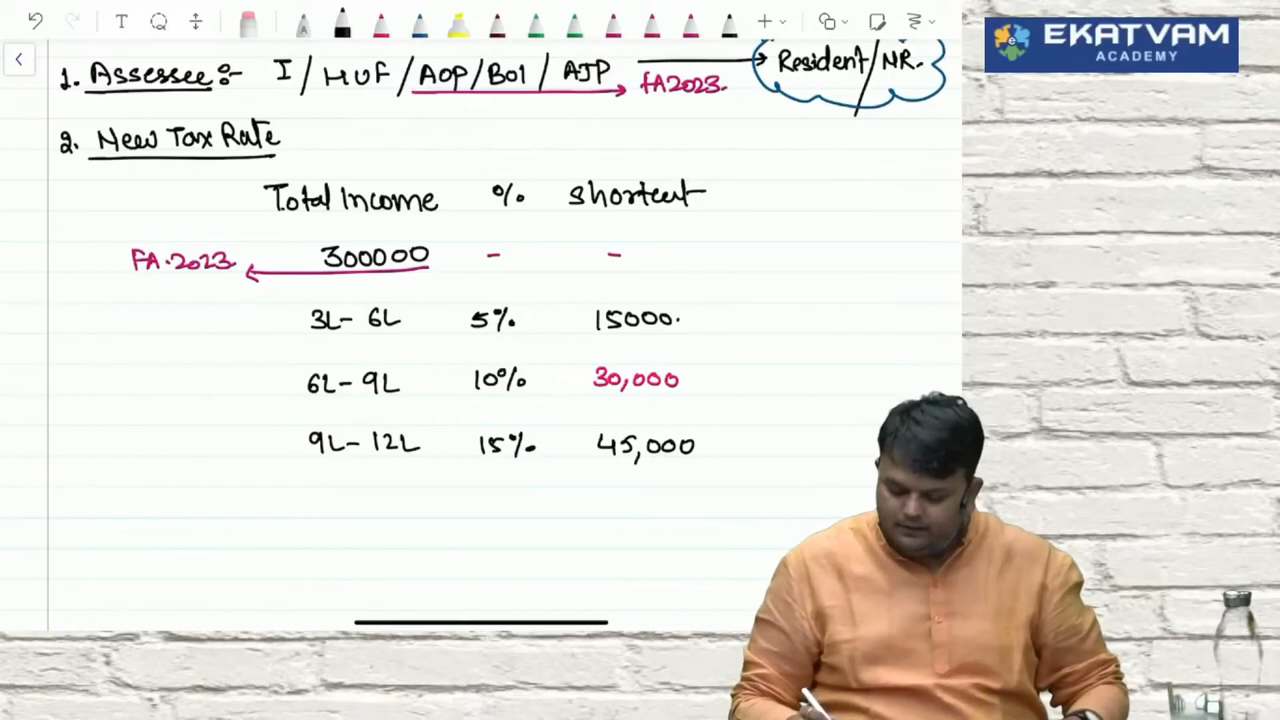 EKATVAM
ACADEMY
1. Assessee :- I / HUF / AOP / BOI / AJP → FA2023. Resident / NR.
2. New Tax Rate
Total Income % Shortcut
FA.2023 ← 300000 - -
3L- 6L 5% 15000.
6L - 9L 10% 30,000
9L - 12L 15% 45,000